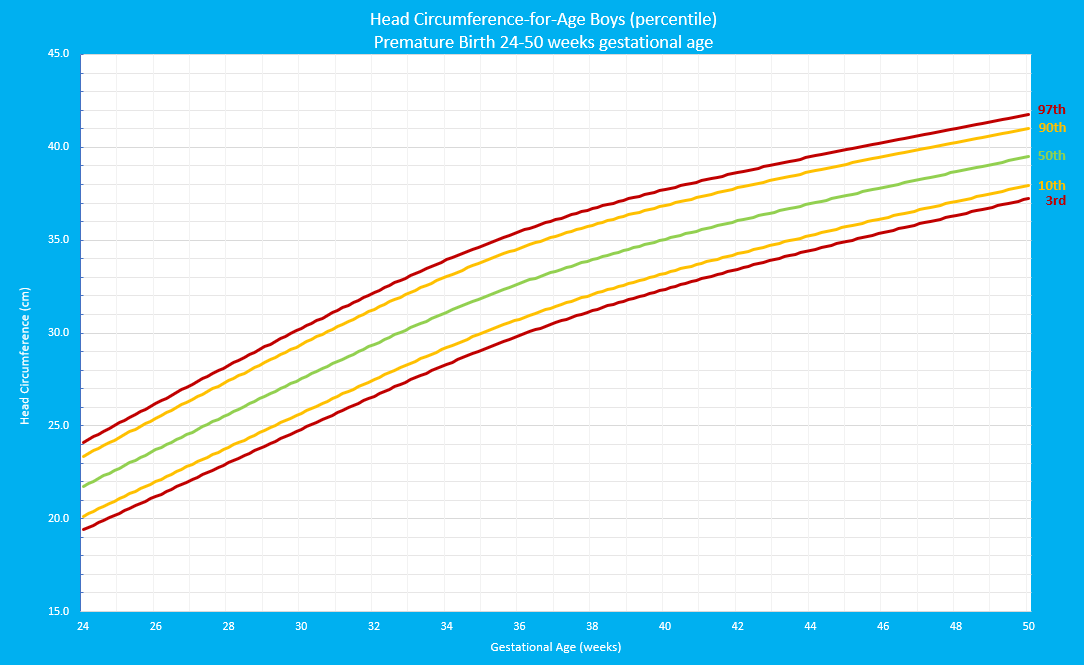 Head Circumference-for-Age Boys (percentile)
Premature Birth 24-50 weeks gestational age
45.0
40.0
35.0
30.0
25.0
20.0
15.0
Head Circumference (cm)
97th
90th
50th
10th
3rd
24 26 28 30 32 34 36 38 40 42 44 46 48 50
Gestational Age (weeks)